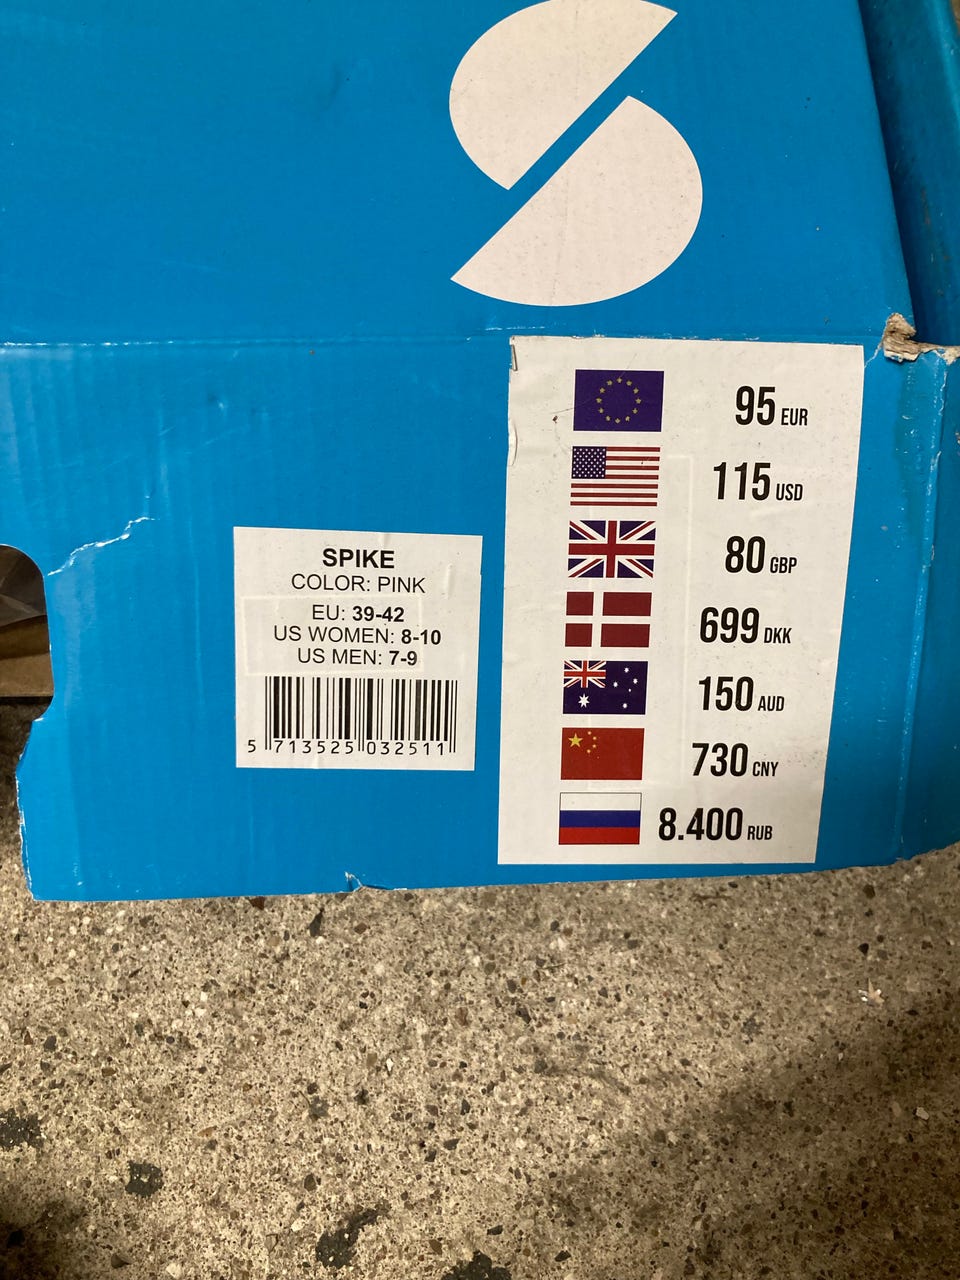 SPIKE
COLOR: PINK
EU: 39-42
US WOMEN: 8-10
US MEN: 7-9
5 713525 032511
95 EUR
115 USD
80 GBP
699 DKK
150 AUD
730 CNY
8.400 RUB